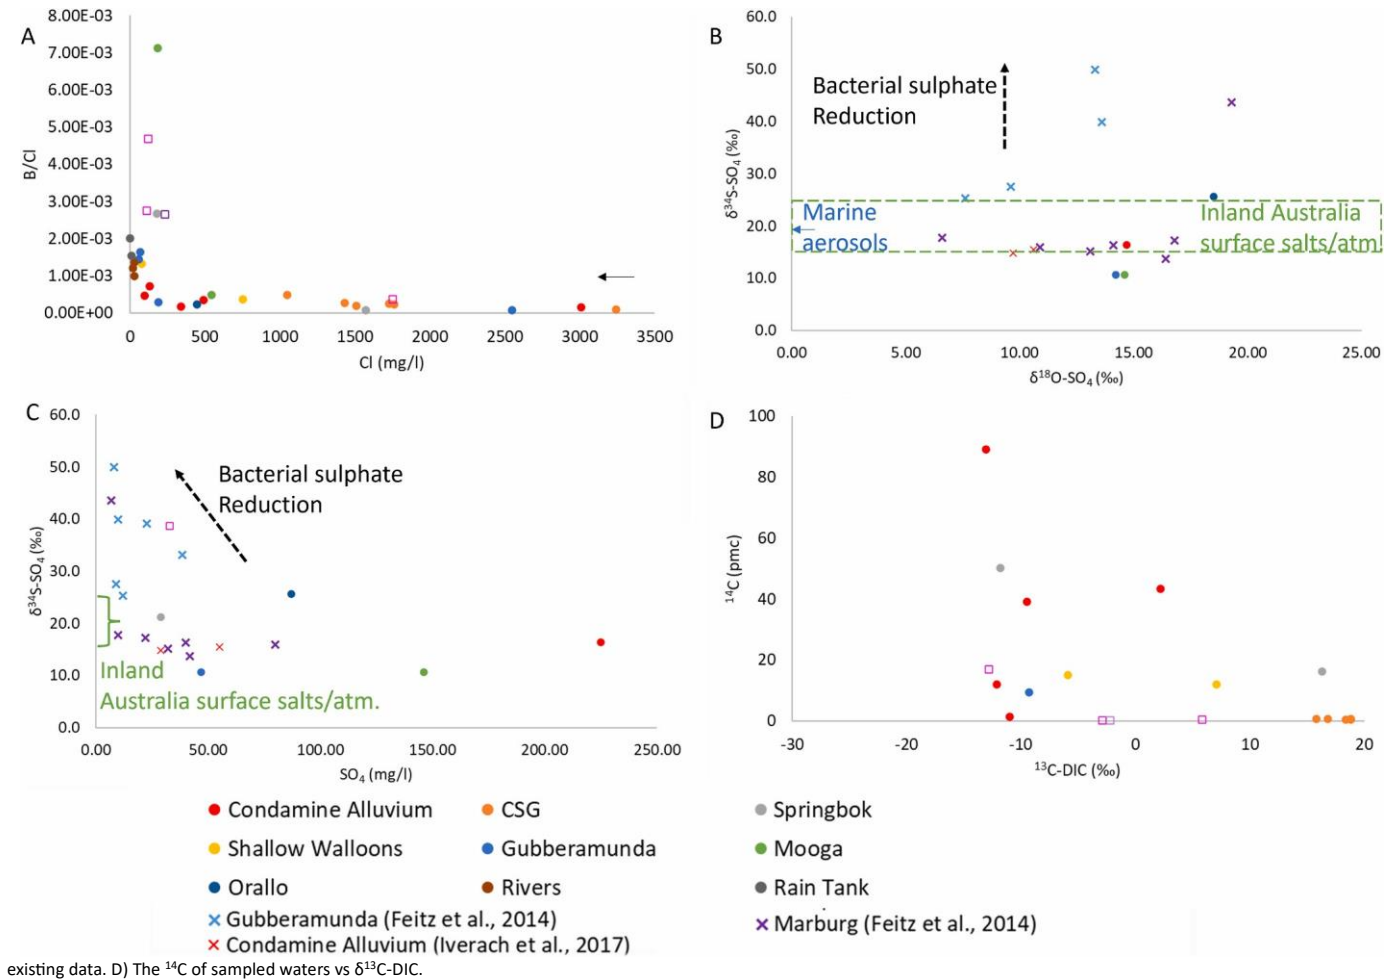 A
8.00E-03
7.00E-03
6.00E-03
5.00E-03
4.00E-03
3.00E-03
2.00E-03
1.00E-03
0.00E+00
B/Cl
0
500
1000
1500
2000
2500
3000
3500
Cl (mg/l)
B
60.0
50.0
40.0
30.0
20.0
10.0
0.0
δ³⁴S-SO₄ (‰)
Bacterial sulphate
Reduction
Marine
aerosols
Inland Australia
surface salts/atm
0.00
5.00
10.00
15.00
20.00
25.00
δ¹⁸O-SO₄ (‰)
C
60.0
50.0
40.0
30.0
20.0
10.0
0.0
δ³⁴S-SO₄ (‰)
Bacterial sulphate
Reduction
Inland
Australia surface salts/atm.
0.00
50.00
100.00
150.00
200.00
250.00
SO₄ (mg/l)
D
100
80
60
40
20
0
¹⁴C (pmc)
-30
-20
-10
0
10
20
¹³C-DIC (‰)
Condamine Alluvium
CSG
Springbok
Shallow Walloons
Gubberamunda
Mooga
Orallo
Rivers
Rain Tank
Gubberamunda (Feitz et al., 2014)
Marburg (Feitz et al., 2014)
Condamine Alluvium (Iverach et al., 2017)
existing data. D) The ¹⁴C of sampled waters vs δ¹³C-DIC.